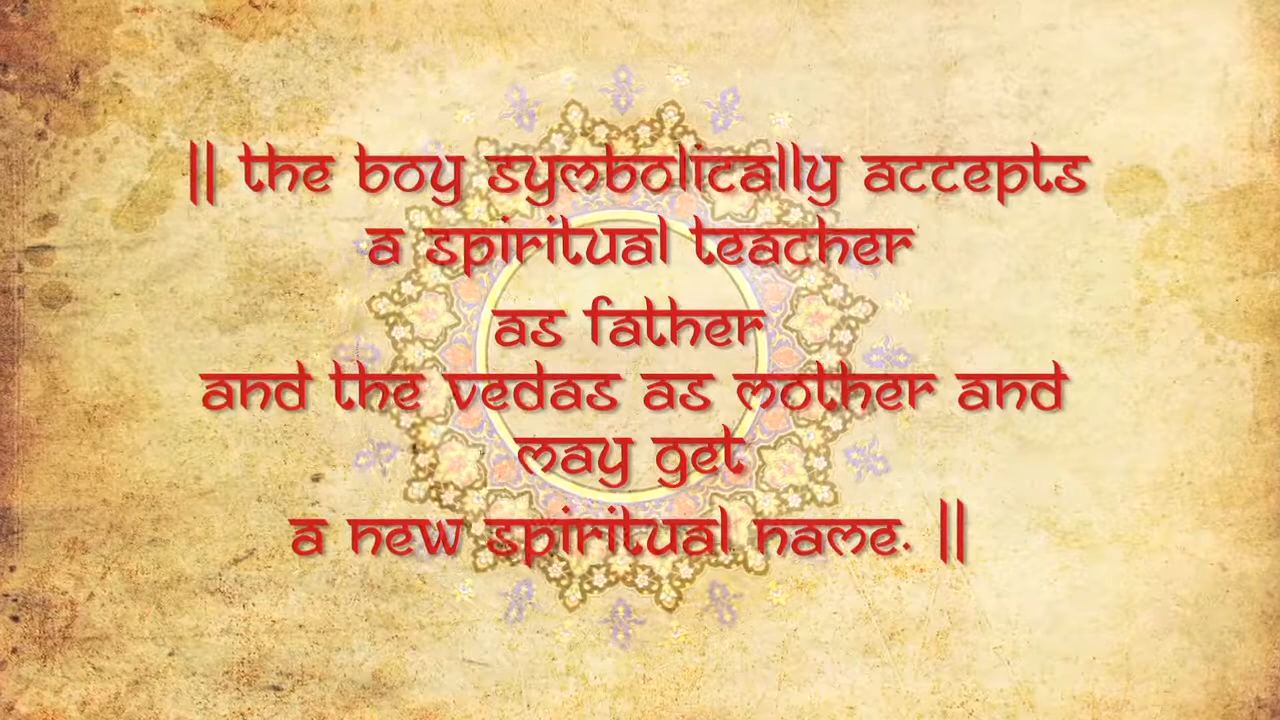 || the boy symbolically accepts
a spiritual teacher
as father
and the vedas as mother and
may get
a new spiritual name. ||